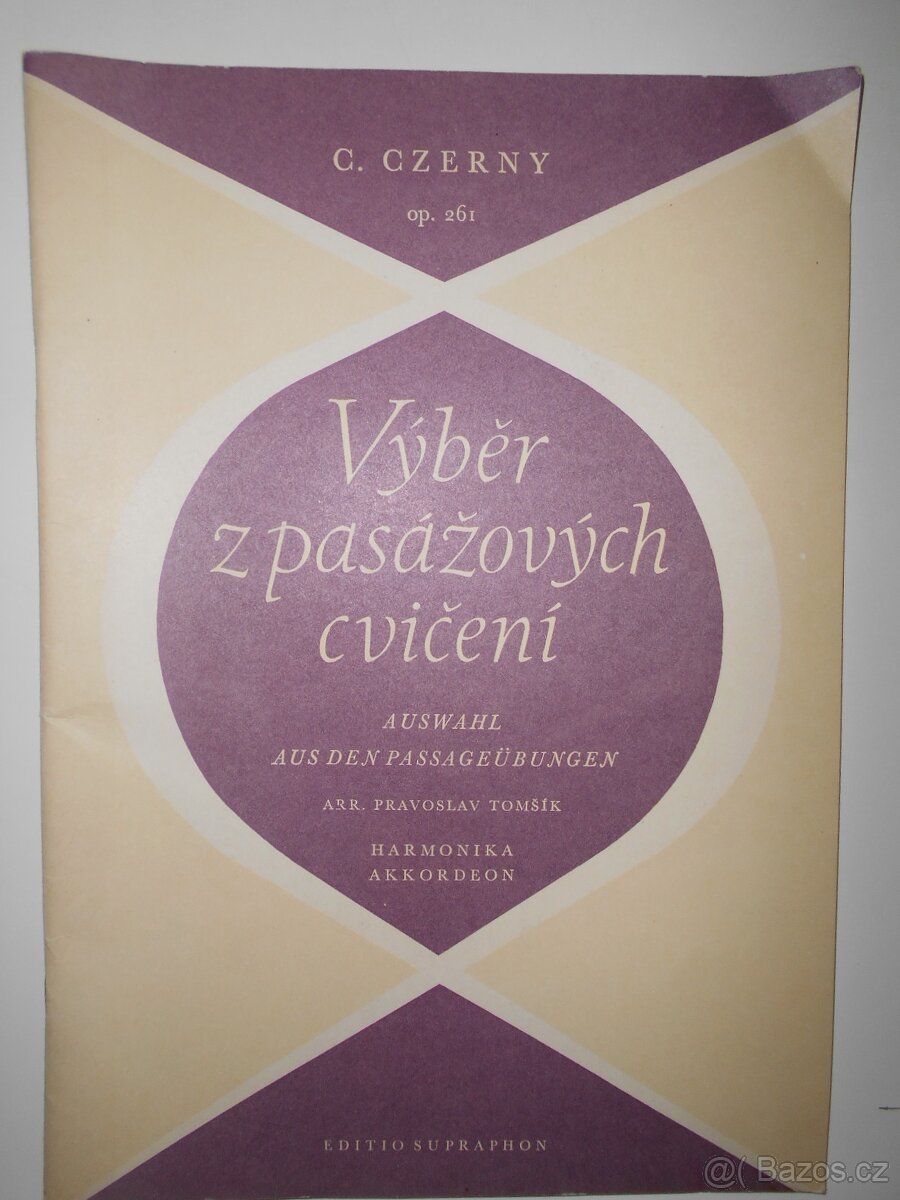 C. CZERNY
op. 261
Výběr
z pasážových
cvičení
AUSWAHL
AUS DEN PASSAGEÜBUNGEN
ARR. PRAVOSLAV TOMŠÍK
HARMONIKA
AKKORDEON
EDITIO SUPRAPHON
@( Bazos.cz